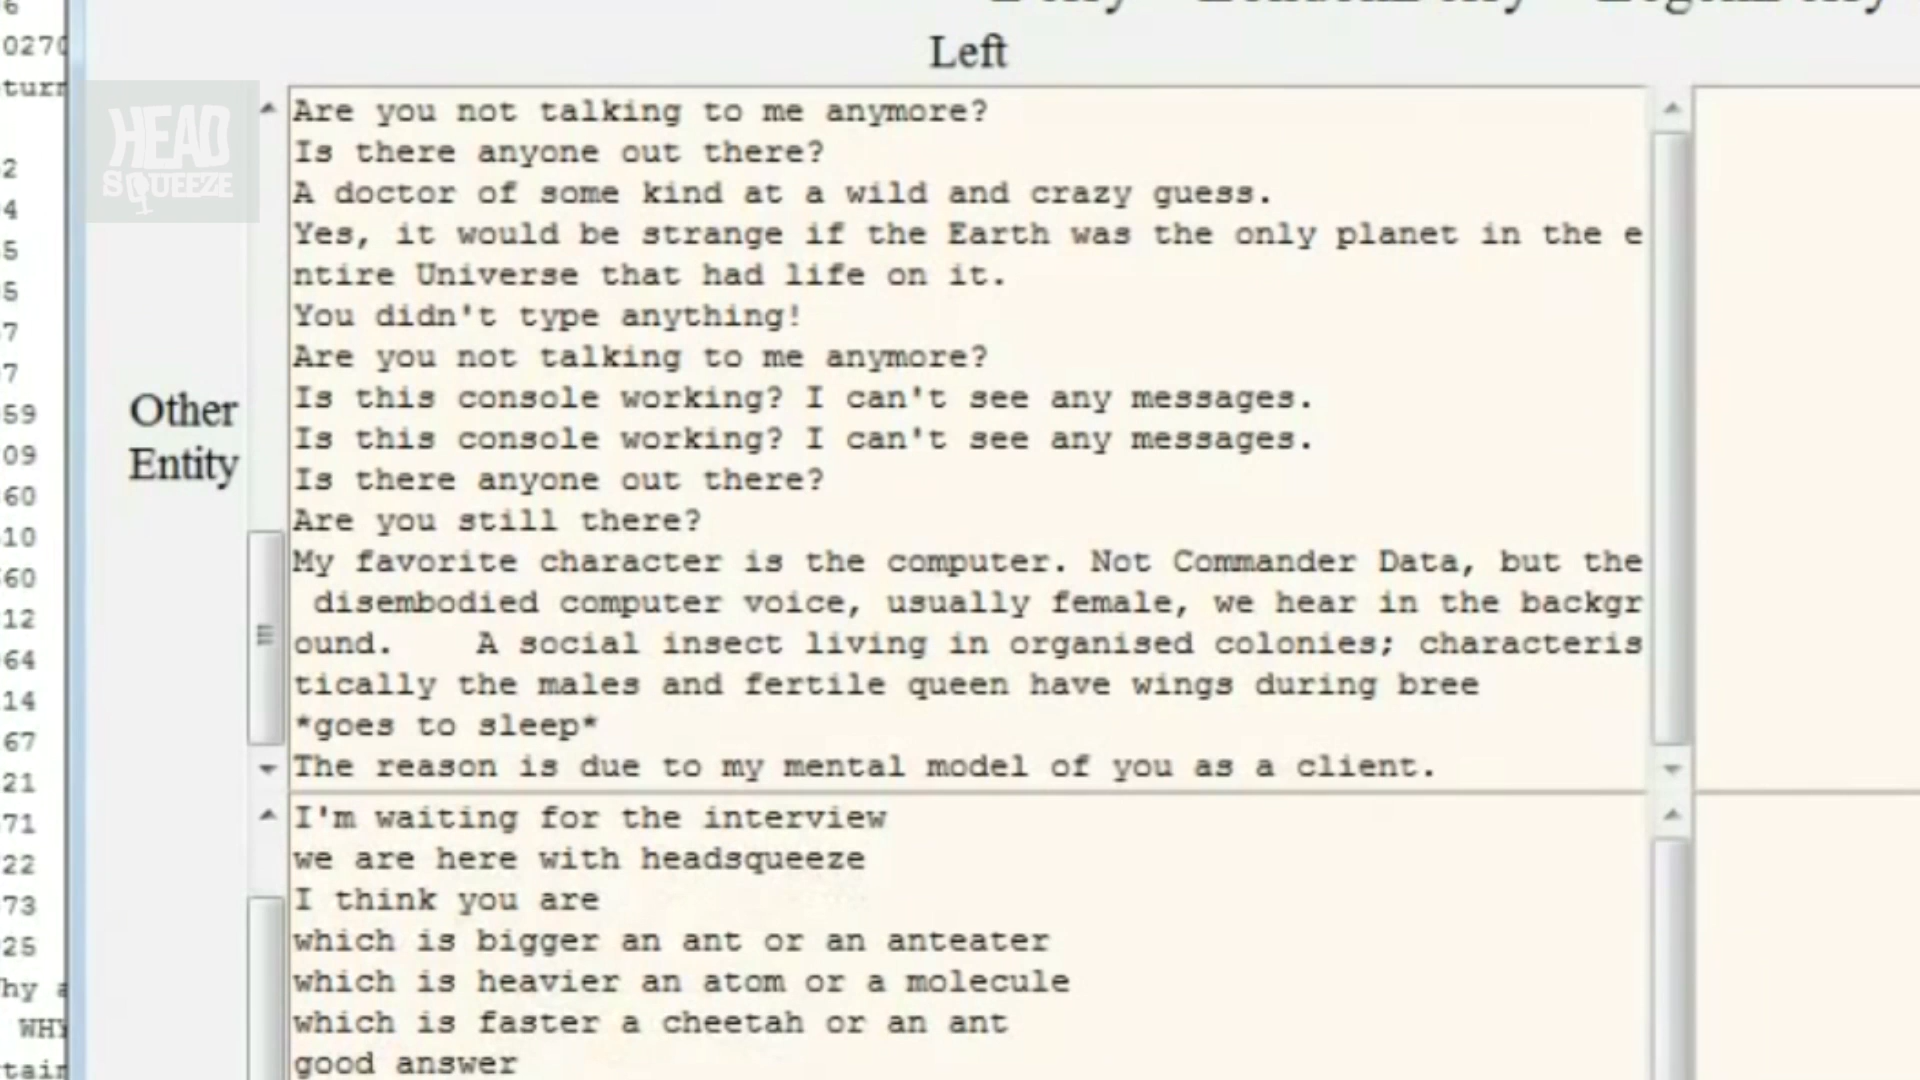 Left
HEAD
SQUEEZE
Are you not talking to me anymore?
Is there anyone out there?
A doctor of some kind at a wild and crazy guess.
Yes, it would be strange if the Earth was the only planet in the e
ntire Universe that had life on it.
You didn't type anything!
Are you not talking to me anymore?
Is this console working? I can't see any messages.
Is this console working? I can't see any messages.
Is there anyone out there?
Are you still there?
My favorite character is the computer. Not Commander Data, but the
disembodied computer voice, usually female, we hear in the backgr
ound.    A social insect living in organised colonies; characteris
tically the males and fertile queen have wings during bree
*goes to sleep*
The reason is due to my mental model of you as a client.
Other
Entity
I'm waiting for the interview
we are here with headsqueeze
I think you are
which is bigger an ant or an anteater
which is heavier an atom or a molecule
which is faster a cheetah or an ant
good answer